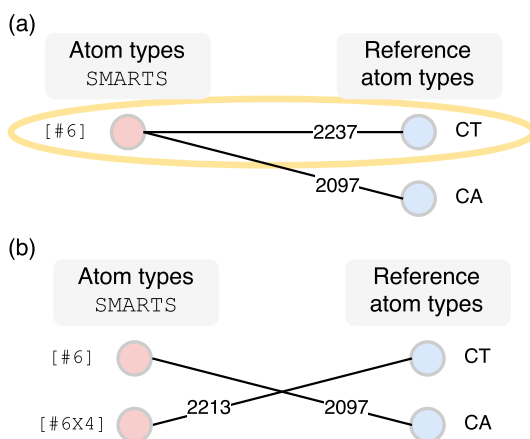 (a)
Atom types
SMARTS
Reference
atom types
[#6]
2237
CT
2097
CA
(b)
Atom types
SMARTS
Reference
atom types
[#6]
CT
[#6X4]
2213
2097
CA